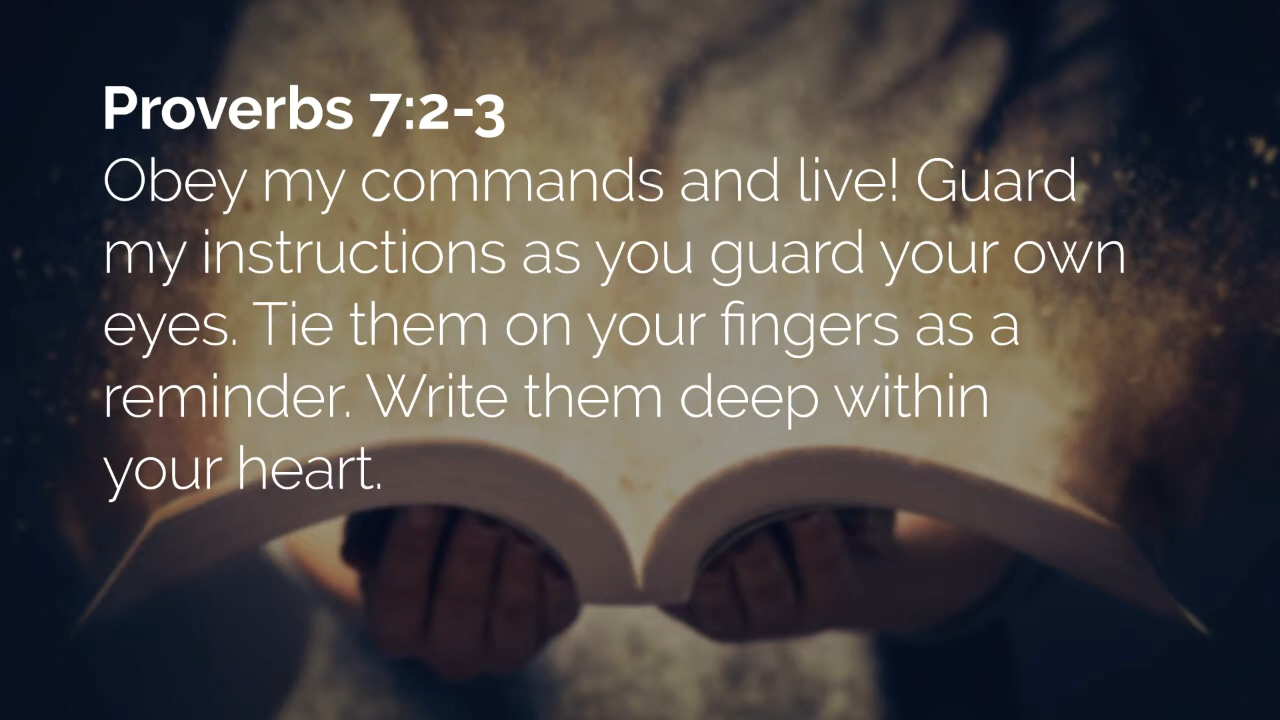 Proverbs 7:2-3
Obey my commands and live! Guard
my instructions as you guard your own
eyes. Tie them on your fingers as a
reminder. Write them deep within
your heart.